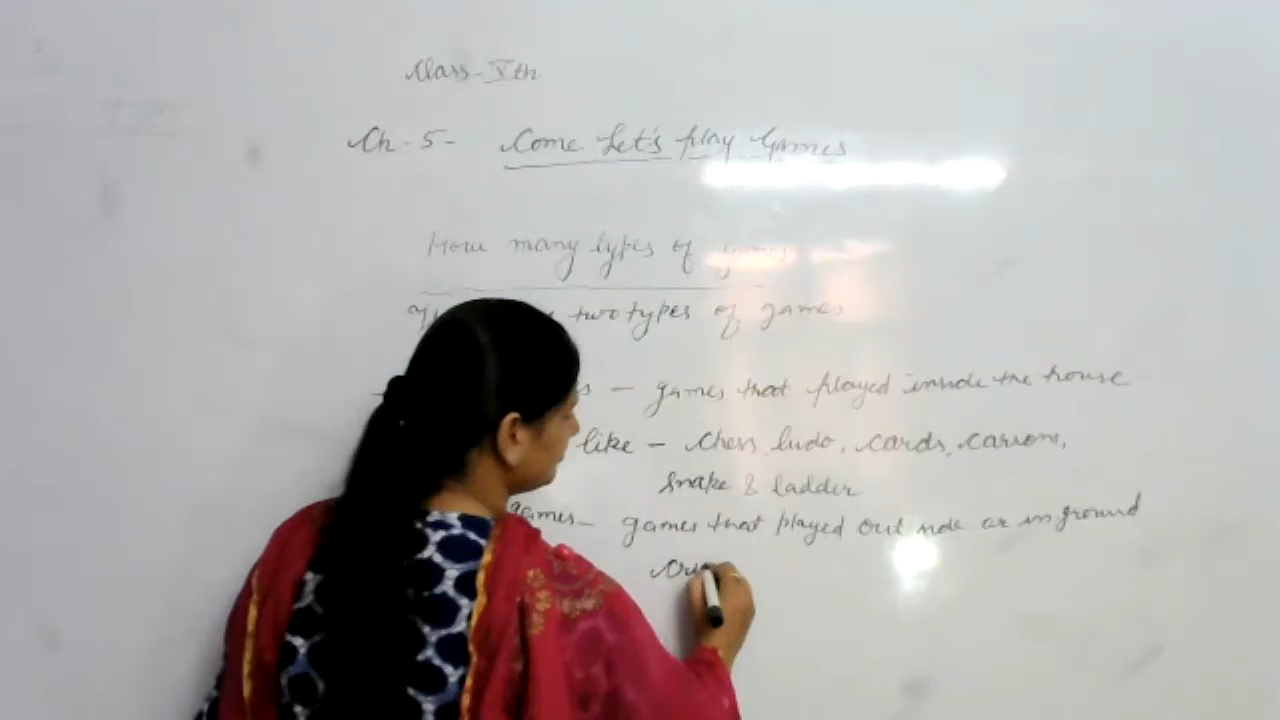 Class - Vth
Ch - 5 - Come Let's play Games
How many types of games
two types of games
games that played inside the house
like - Chess, ludo, cards, carrom,
Snake & ladder
games - games that played out side or in ground